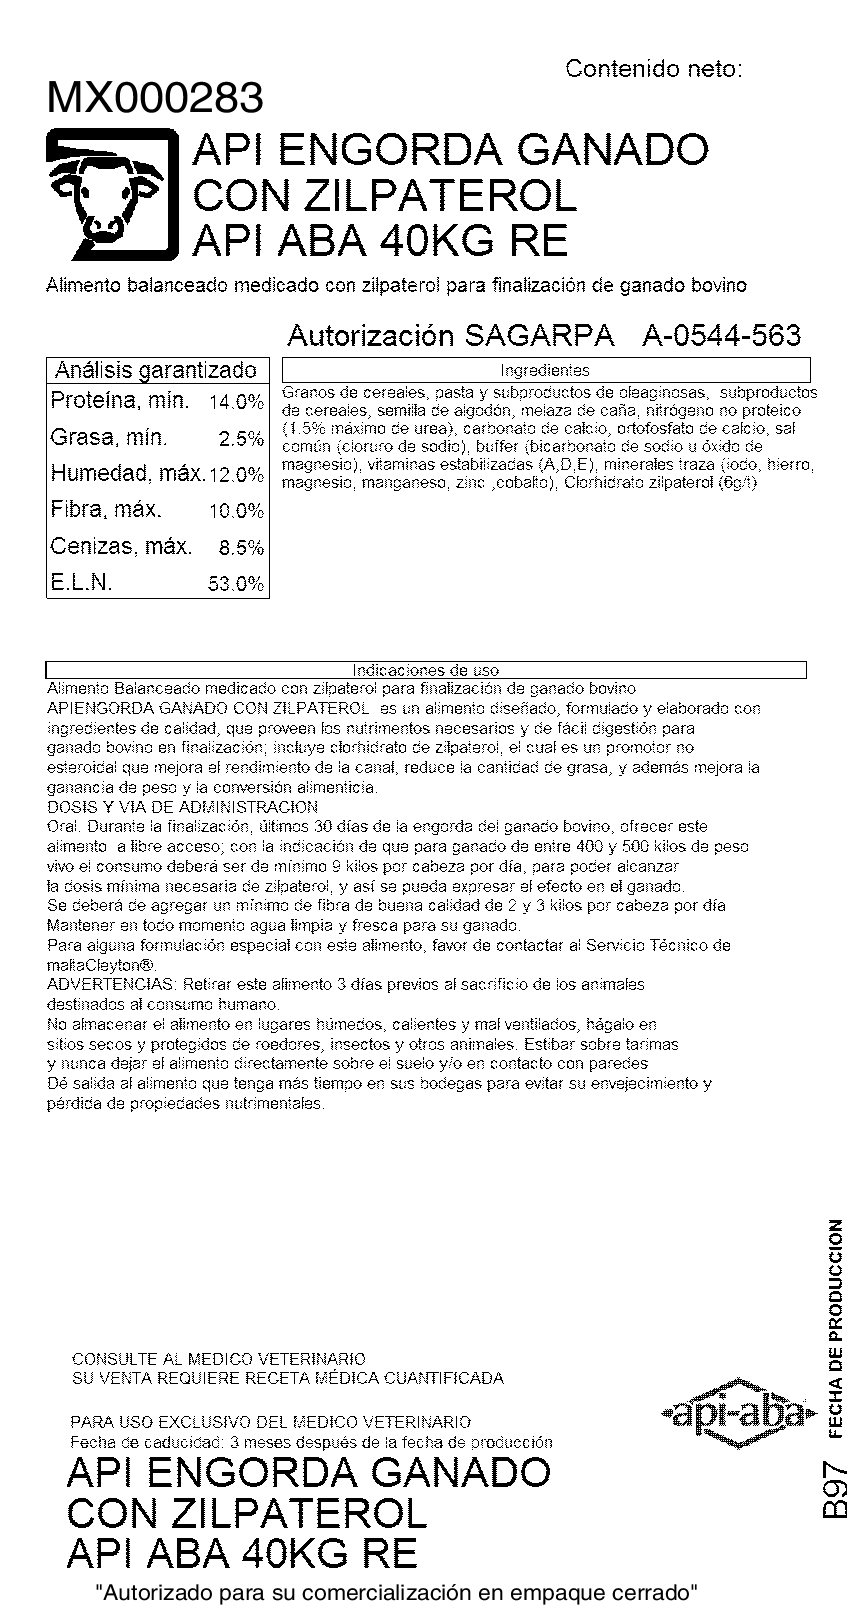 Contenido neto:
MX000283
API ENGORDA GANADO
CON ZILPATEROL
API ABA 40KG RE
Alimento balanceado medicado con zilpaterol para finalización de ganado bovino
Autorización SAGARPA A-0544-563
Análisis garantizado
Proteína, mín. 14.0%
Grasa, mín. 2.5%
Humedad, máx. 12.0%
Fibra, máx. 10.0%
Cenizas, máx. 8.5%
E.L.N. 53.0%
Ingredientes
Granos de cereales, pasta y subproductos de oleaginosas, subproductos
de cereales, semilla de algodón, melaza de caña, nitrógeno no proteico
(1.5% máximo de urea), carbonato de calcio, ortofosfato de calcio, sal
común (cloruro de sodio), buffer (bicarbonato de sodio u óxido de
magnesio), vitaminas estabilizadas (A,D,E), minerales traza (iodo, hierro,
magnesio, manganeso, zinc ,cobalto), Clorhidrato zilpaterol (6g/t)
Indicaciones de uso
Alimento Balanceado medicado con zilpaterol para finalización de ganado bovino
APIENGORDA GANADO CON ZILPATEROL es un alimento diseñado, formulado y elaborado con
ingredientes de calidad, que proveen los nutrimentos necesarios y de fácil digestión para
ganado bovino en finalización; incluye clorhidrato de zilpaterol, el cual es un promotor no
esteroidal que mejora el rendimiento de la canal, reduce la cantidad de grasa, y además mejora la
ganancia de peso y la conversión alimenticia.
DOSIS Y VIA DE ADMINISTRACION
Oral. Durante la finalización, últimos 30 días de la engorda del ganado bovino, ofrecer este
alimento a libre acceso; con la indicación de que para ganado de entre 400 y 500 kilos de peso
vivo el consumo deberá ser de mínimo 9 kilos por cabeza por día, para poder alcanzar
la dosis mínima necesaria de zilpaterol, y así se pueda expresar el efecto en el ganado.
Se deberá de agregar un mínimo de fibra de buena calidad de 2 y 3 kilos por cabeza por día
Mantener en todo momento agua limpia y fresca para su ganado.
Para alguna formulación especial con este alimento, favor de contactar al Servicio Técnico de
maltaCleyton®.
ADVERTENCIAS: Retirar este alimento 3 días previos al sacrificio de los animales
destinados al consumo humano.
No almacenar el alimento en lugares húmedos, calientes y mal ventilados, hágalo en
sitios secos y protegidos de roedores, insectos y otros animales. Estibar sobre tarimas
y nunca dejar el alimento directamente sobre el suelo y/o en contacto con paredes
Dé salida al alimento que tenga más tiempo en sus bodegas para evitar su envejecimiento y
pérdida de propiedades nutrimentales.
CONSULTE AL MEDICO VETERINARIO
SU VENTA REQUIERE RECETA MÉDICA CUANTIFICADA
PARA USO EXCLUSIVO DEL MEDICO VETERINARIO
Fecha de caducidad: 3 meses después de la fecha de producción
API ENGORDA GANADO
CON ZILPATEROL
API ABA 40KG RE
"Autorizado para su comercialización en empaque cerrado"
api-aba
B97 FECHA DE PRODUCCION